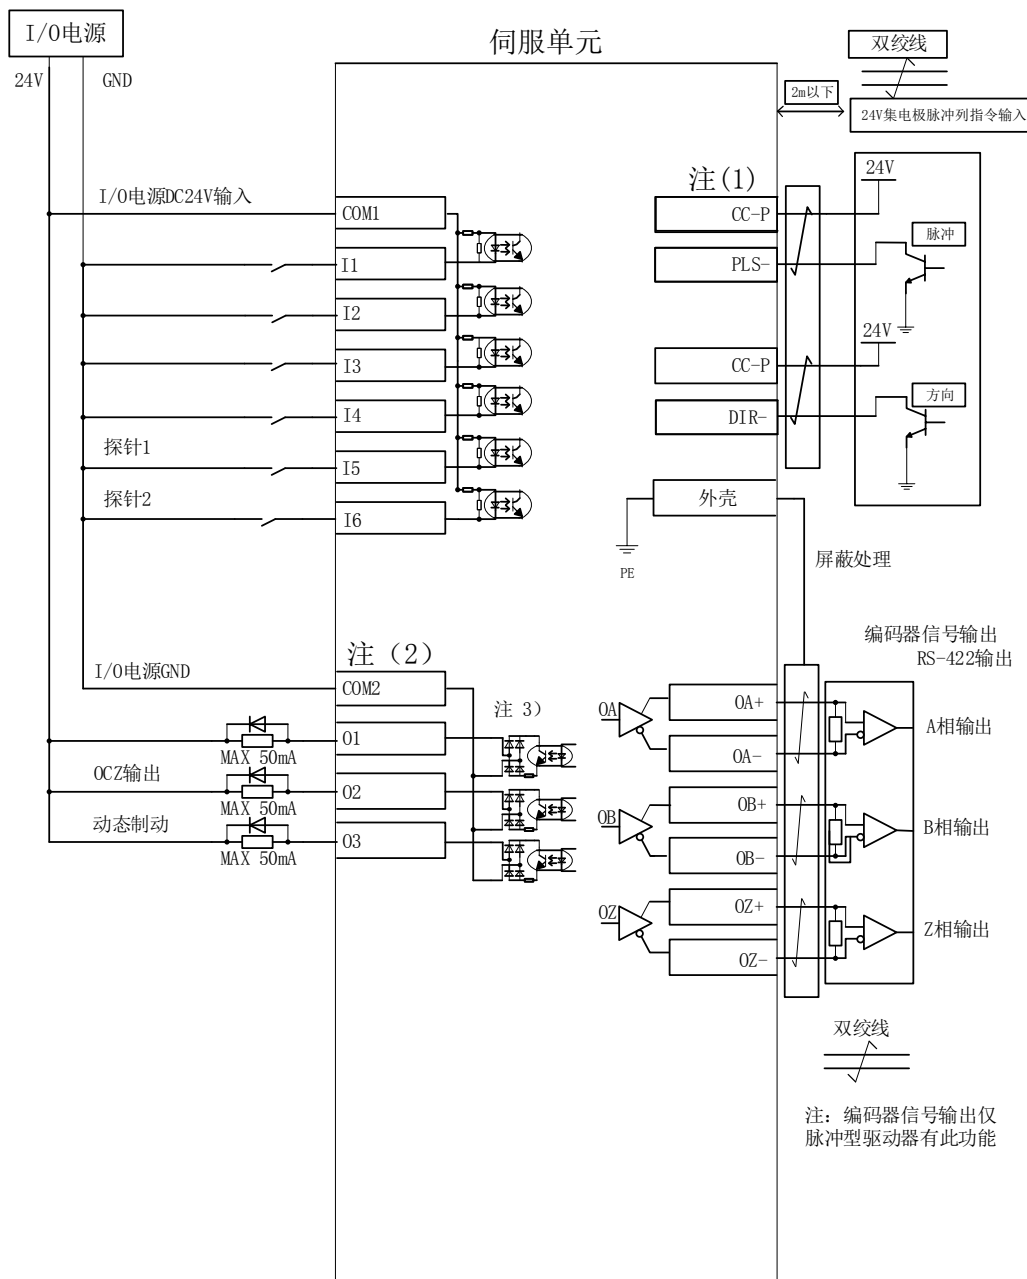 I/O电源
24V
GND
伺服单元
双绞线
2m以下
24V集电极脉冲列指令输入
I/O电源DC24V输入
COM1
I1
I2
I3
I4
探针1
I5
探针2
I6
注(1)
CC-P
24V
PLS-
脉冲
CC-P
24V
DIR-
方向
外壳
PE
屏蔽处理
编码器信号输出
RS-422输出
I/O电源GND
注（2）
COM2
注 3）
O1
MAX 50mA
OCZ输出
O2
MAX 50mA
动态制动
O3
MAX 50mA
OA
OA+
OA-
A相输出
OB
OB+
OB-
B相输出
OZ
OZ+
OZ-
Z相输出
双绞线
注：编码器信号输出仅
脉冲型驱动器有此功能